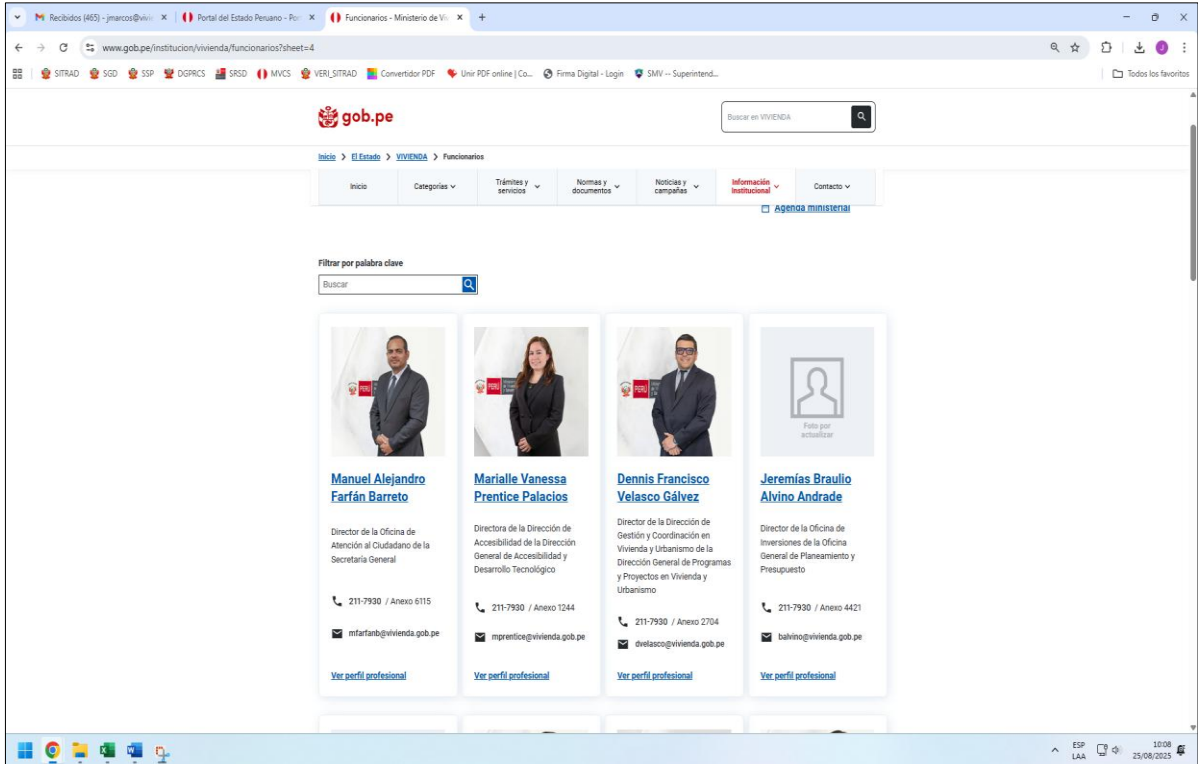 Recibidos (465) - jmarcos@vivie
Portal del Estado Peruano - Por
Funcionarios - Ministerio de Viv
www.gob.pe/institucion/vivienda/funcionarios?sheet=4
SITRAD
SGD
SSP
DGPRCS
SRSD
MVCS
VERI_SITRAD
Convertidor PDF
Unir PDF online | Co...
Firma Digital - Login
SMV -- Superintend...
Todos los favoritos
gob.pe
Buscar en VIVIENDA
Inicio > El Estado > VIVIENDA > Funcionarios
Inicio
Categorías
Trámites y
servicios
Normas y
documentos
Noticias y
campañas
Información
Institucional
Contacto
Agenda ministerial
Filtrar por palabra clave
Buscar
PERÚ
Manuel Alejandro
Farfán Barreto
Director de la Oficina de
Atención al Ciudadano de la
Secretaría General
211-7930 / Anexo 6115
mfarfanb@vivienda.gob.pe
Ver perfil profesional
PERÚ
Marialle Vanessa
Prentice Palacios
Directora de la Dirección de
Accesibilidad de la Dirección
General de Accesibilidad y
Desarrollo Tecnológico
211-7930 / Anexo 1244
mprentice@vivienda.gob.pe
Ver perfil profesional
PERÚ
Dennis Francisco
Velasco Gálvez
Director de la Dirección de
Gestión y Coordinación en
Vivienda y Urbanismo de la
Dirección General de Programas
y Proyectos en Vivienda y
Urbanismo
211-7930 / Anexo 2704
dvelasco@vivienda.gob.pe
Ver perfil profesional
Foto por
actualizar
Jeremías Braulio
Alvino Andrade
Director de la Oficina de
Inversiones de la Oficina
General de Planeamiento y
Presupuesto
211-7930 / Anexo 4421
balvino@vivienda.gob.pe
Ver perfil profesional
ESP
LAA
10:08
25/08/2025